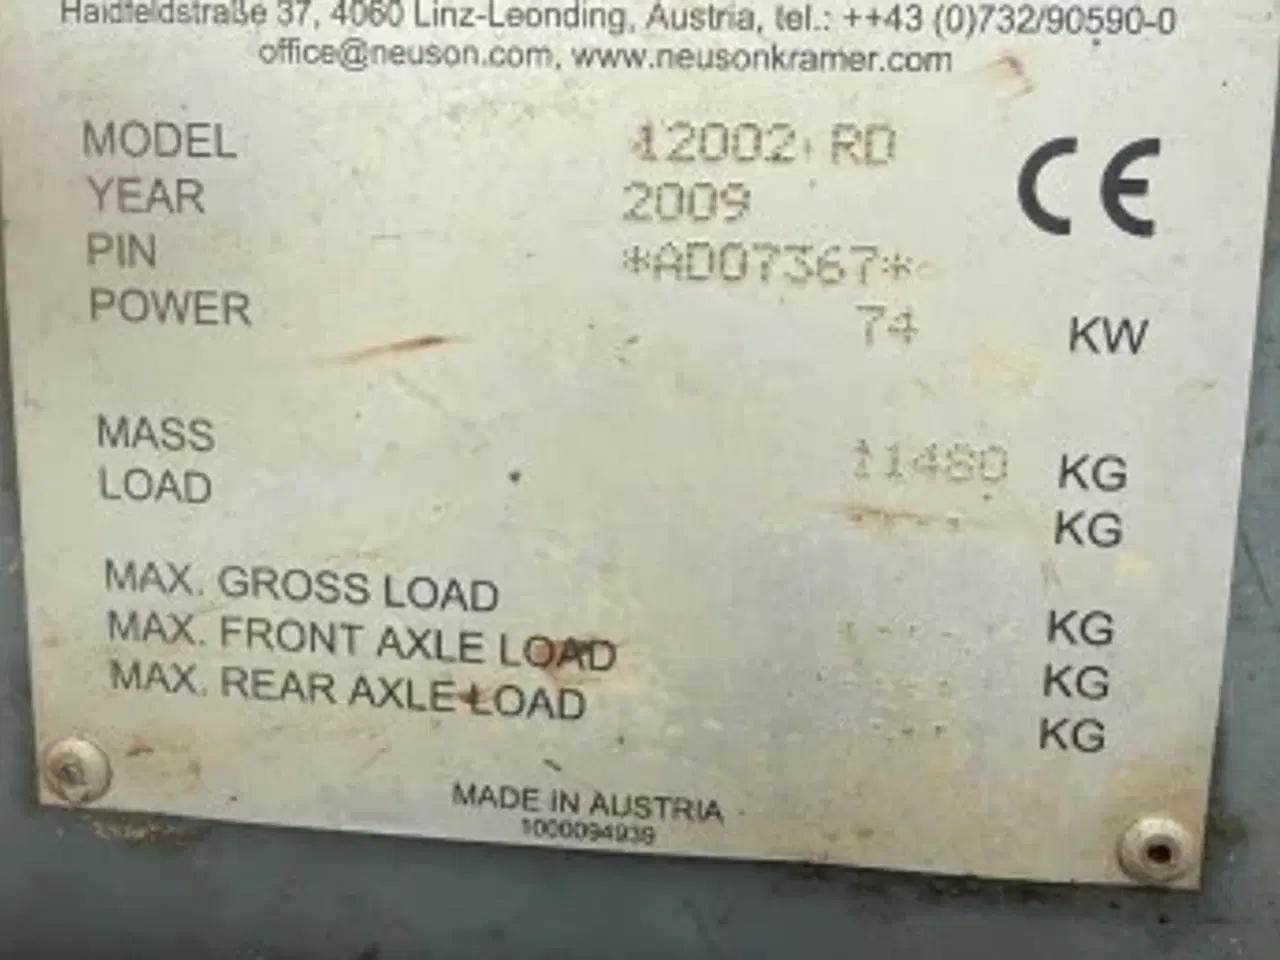 Haidfeldstraße 37, 4060 Linz-Leonding, Austria, tel.: ++43 (0)732/90590-0
office@neuson.com, www.neusonkramer.com
MODEL 12002 RD
YEAR 2009
PIN *AD07367*
POWER 74 KW
CE
MASS 11480 KG
LOAD KG
MAX. GROSS LOAD KG
MAX. FRONT AXLE LOAD ---- KG
MAX. REAR AXLE LOAD ---- KG
MADE IN AUSTRIA
1000094939